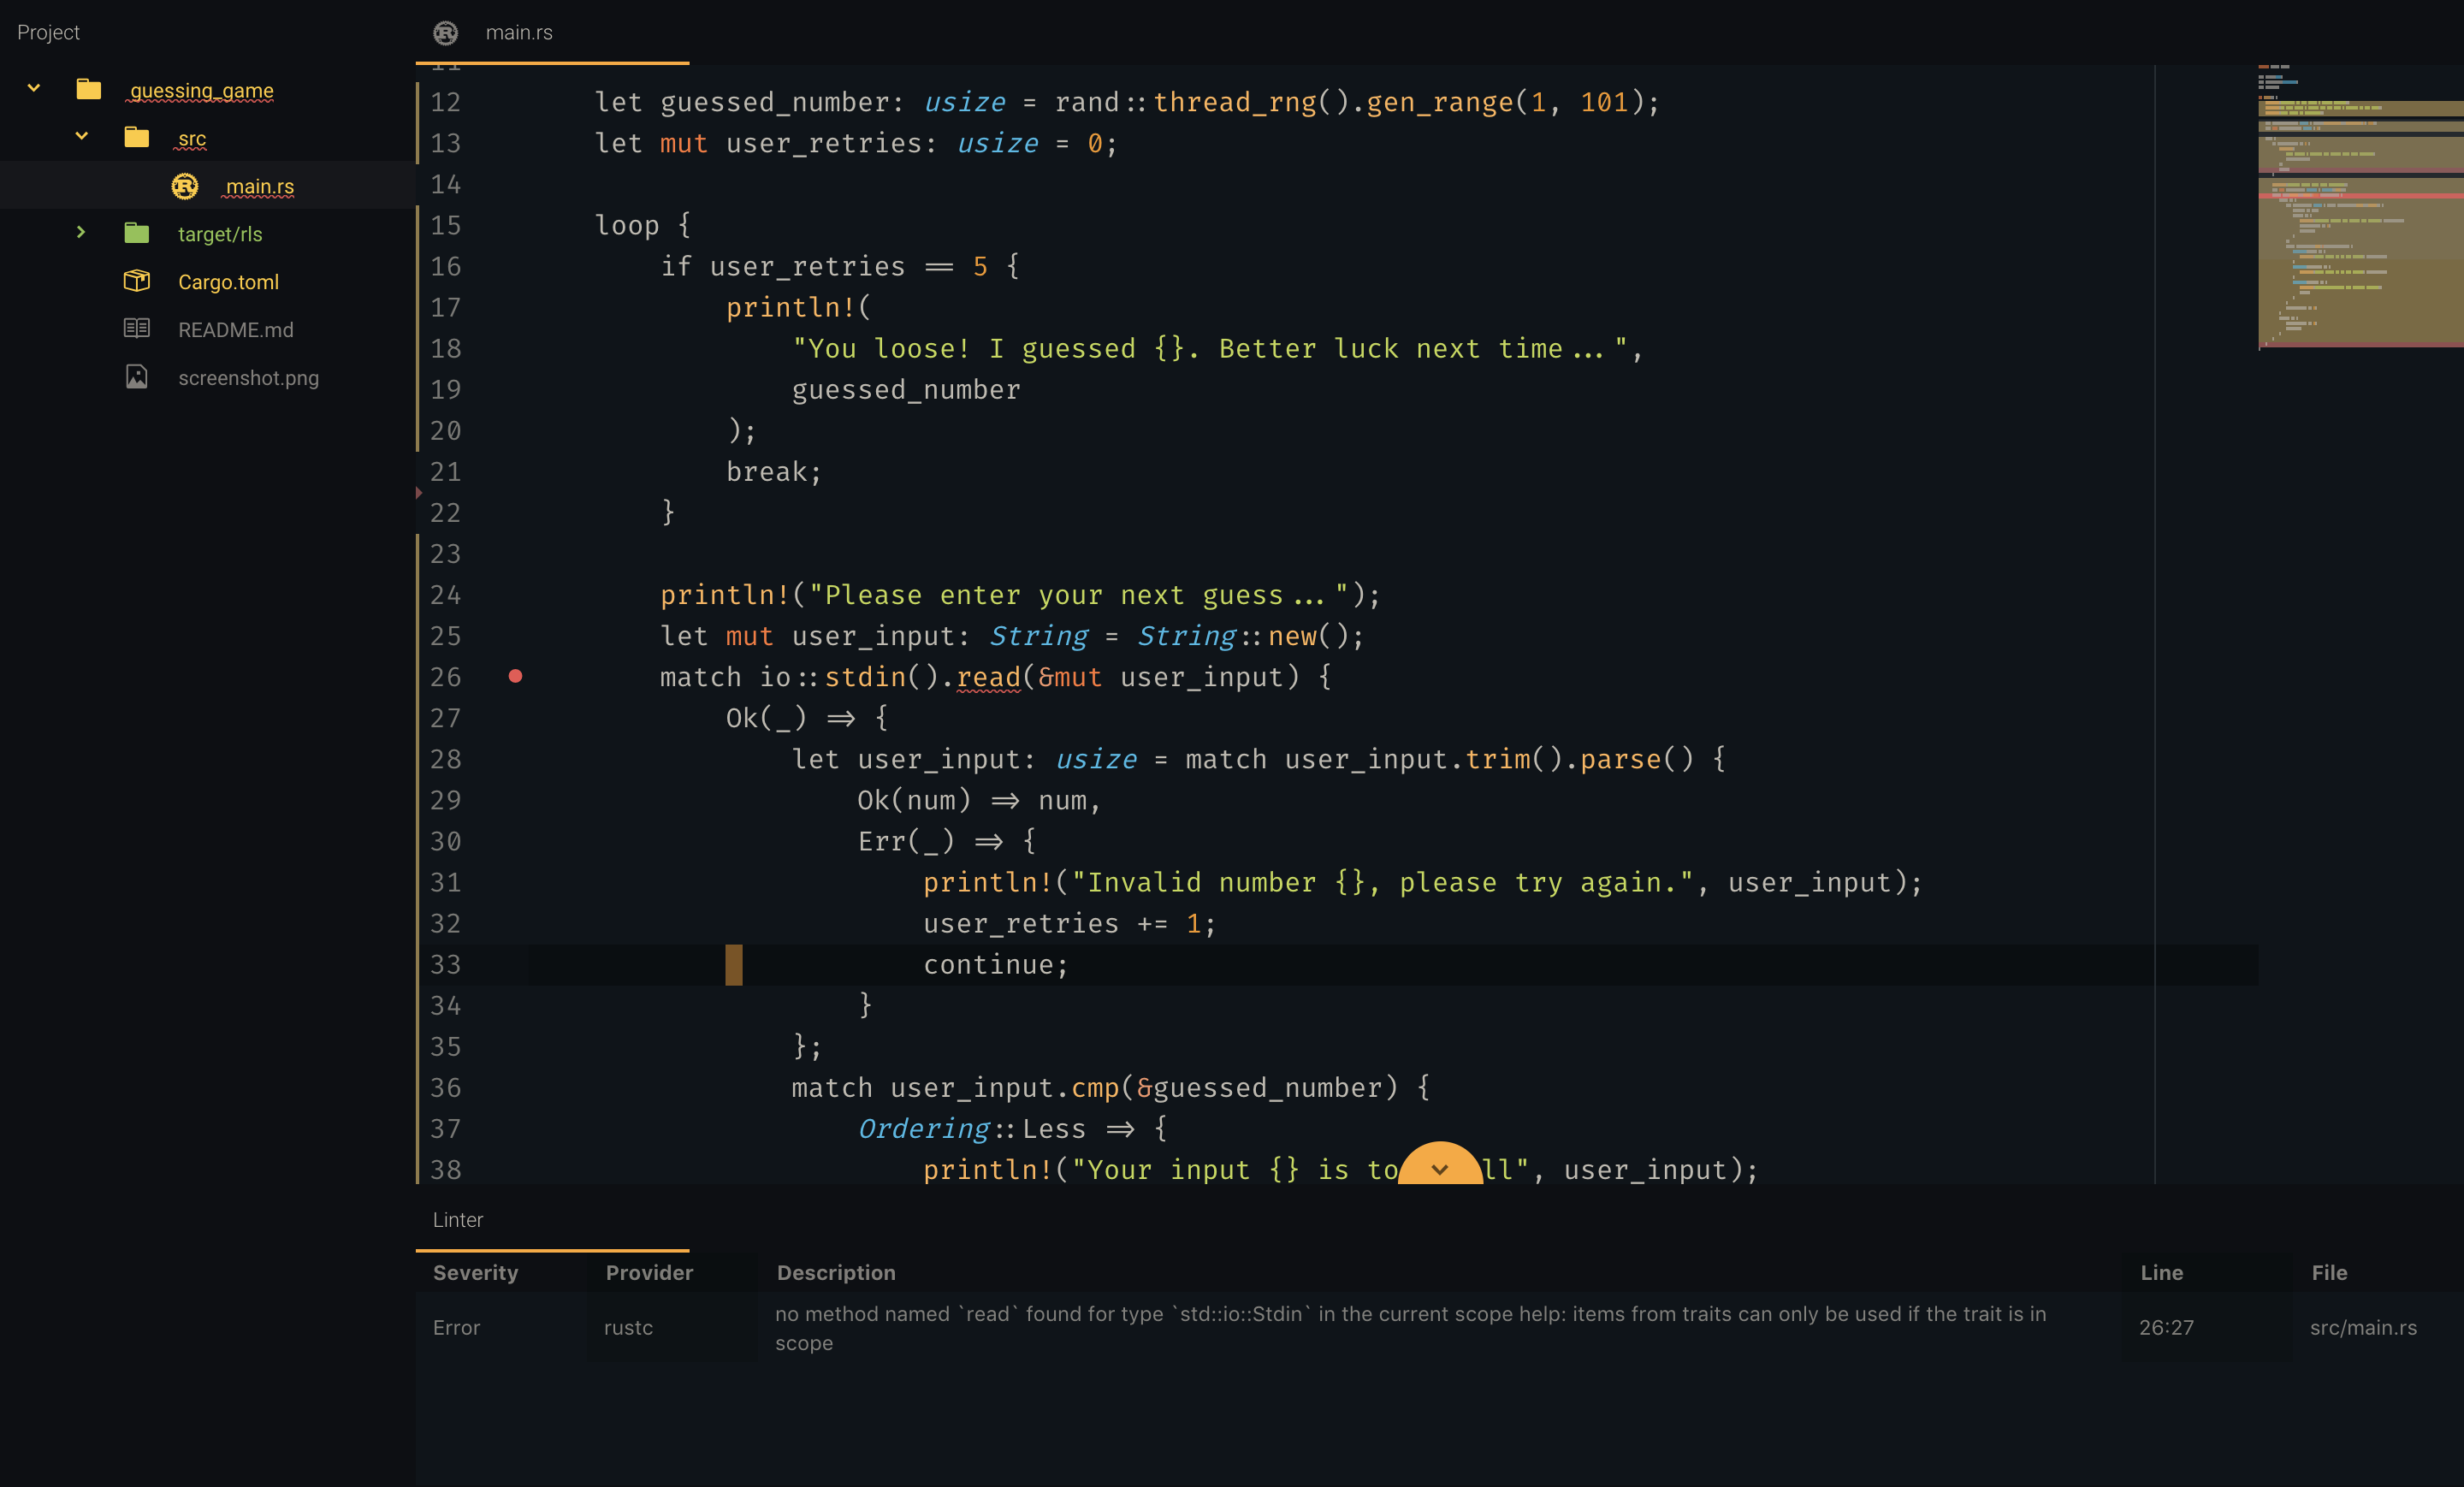 Project
main.rs
guessing_game
src
main.rs
target/rls
Cargo.toml
README.md
screenshot.png
11
12 let guessed_number: usize = rand::thread_rng().gen_range(1, 101);
13 let mut user_retries: usize = 0;
14
15 loop {
16 if user_retries == 5 {
17 println!(
18 "You loose! I guessed {}. Better luck next time...",
19 guessed_number
20 );
21 break;
22 }
23
24 println!("Please enter your next guess...");
25 let mut user_input: String = String::new();
26 match io::stdin().read(&mut user_input) {
27 Ok(_) => {
28 let user_input: usize = match user_input.trim().parse() {
29 Ok(num) => num,
30 Err(_) => {
31 println!("Invalid number {}, please try again.", user_input);
32 user_retries += 1;
33 continue;
34 }
35 };
36 match user_input.cmp(&guessed_number) {
37 Ordering::Less => {
38 println!("Your input {} is to ll", user_input);
Linter
Severity Provider Description Line File
Error rustc no method named `read` found for type `std::io::Stdin` in the current scope help: items from traits can only be used if the trait is in
scope 26:27 src/main.rs